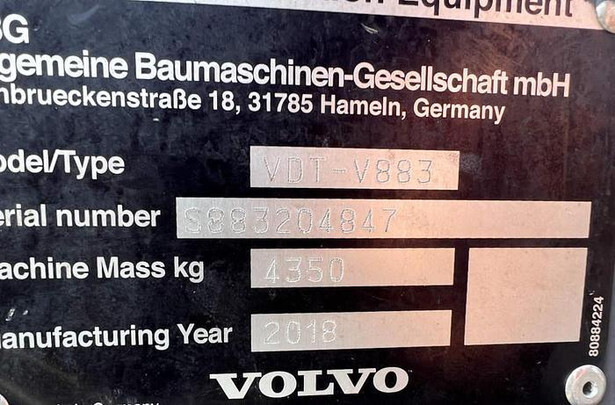 Equipment
BG
gemeine Baumaschinen-Gesellschaft mbH
nbrueckenstraße 18, 31785 Hameln, Germany
odel/Type VDT-V883
erial number S883204847
achine Mass kg 4350
anufacturing Year 2018
80884224
VOLVO